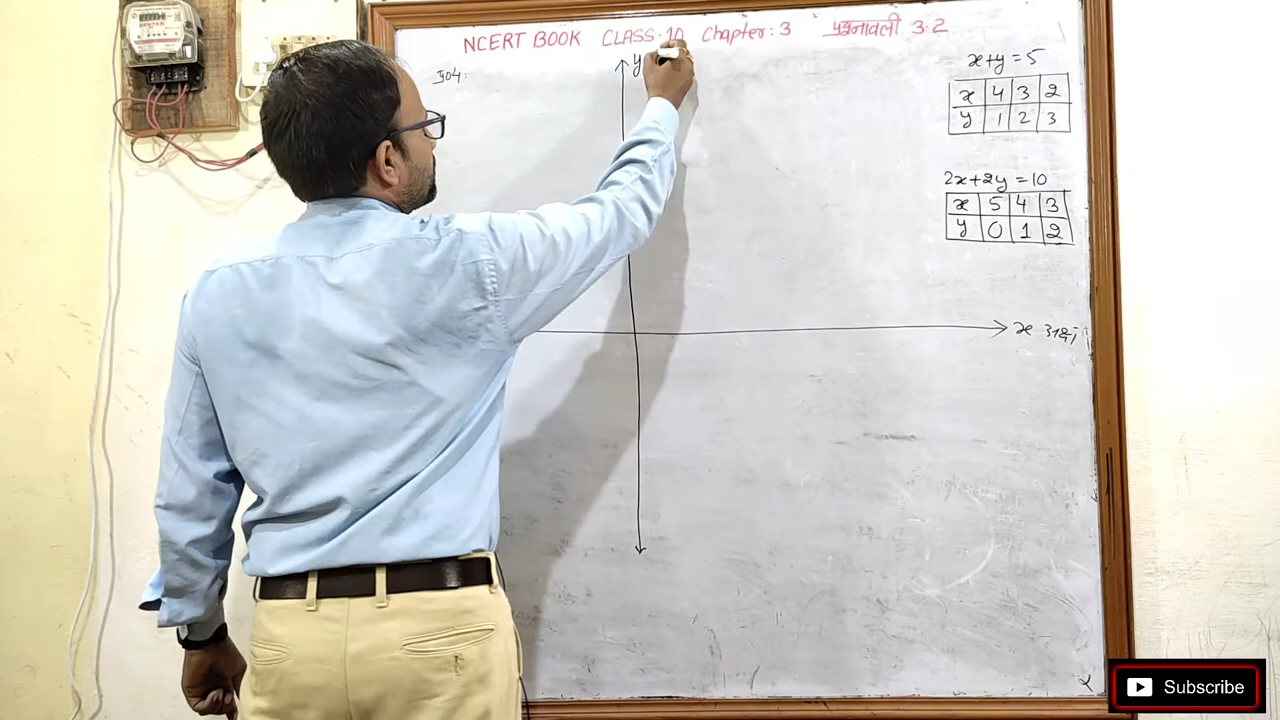 NCERT BOOK CLASS:10 Chapter: 3 प्रश्नावली 3.2
प्र04:
y
x+y=5
x 4 3 2
y 1 2 3
2x+2y=10
x 5 4 3
y 0 1 2
x अक्ष
Subscribe